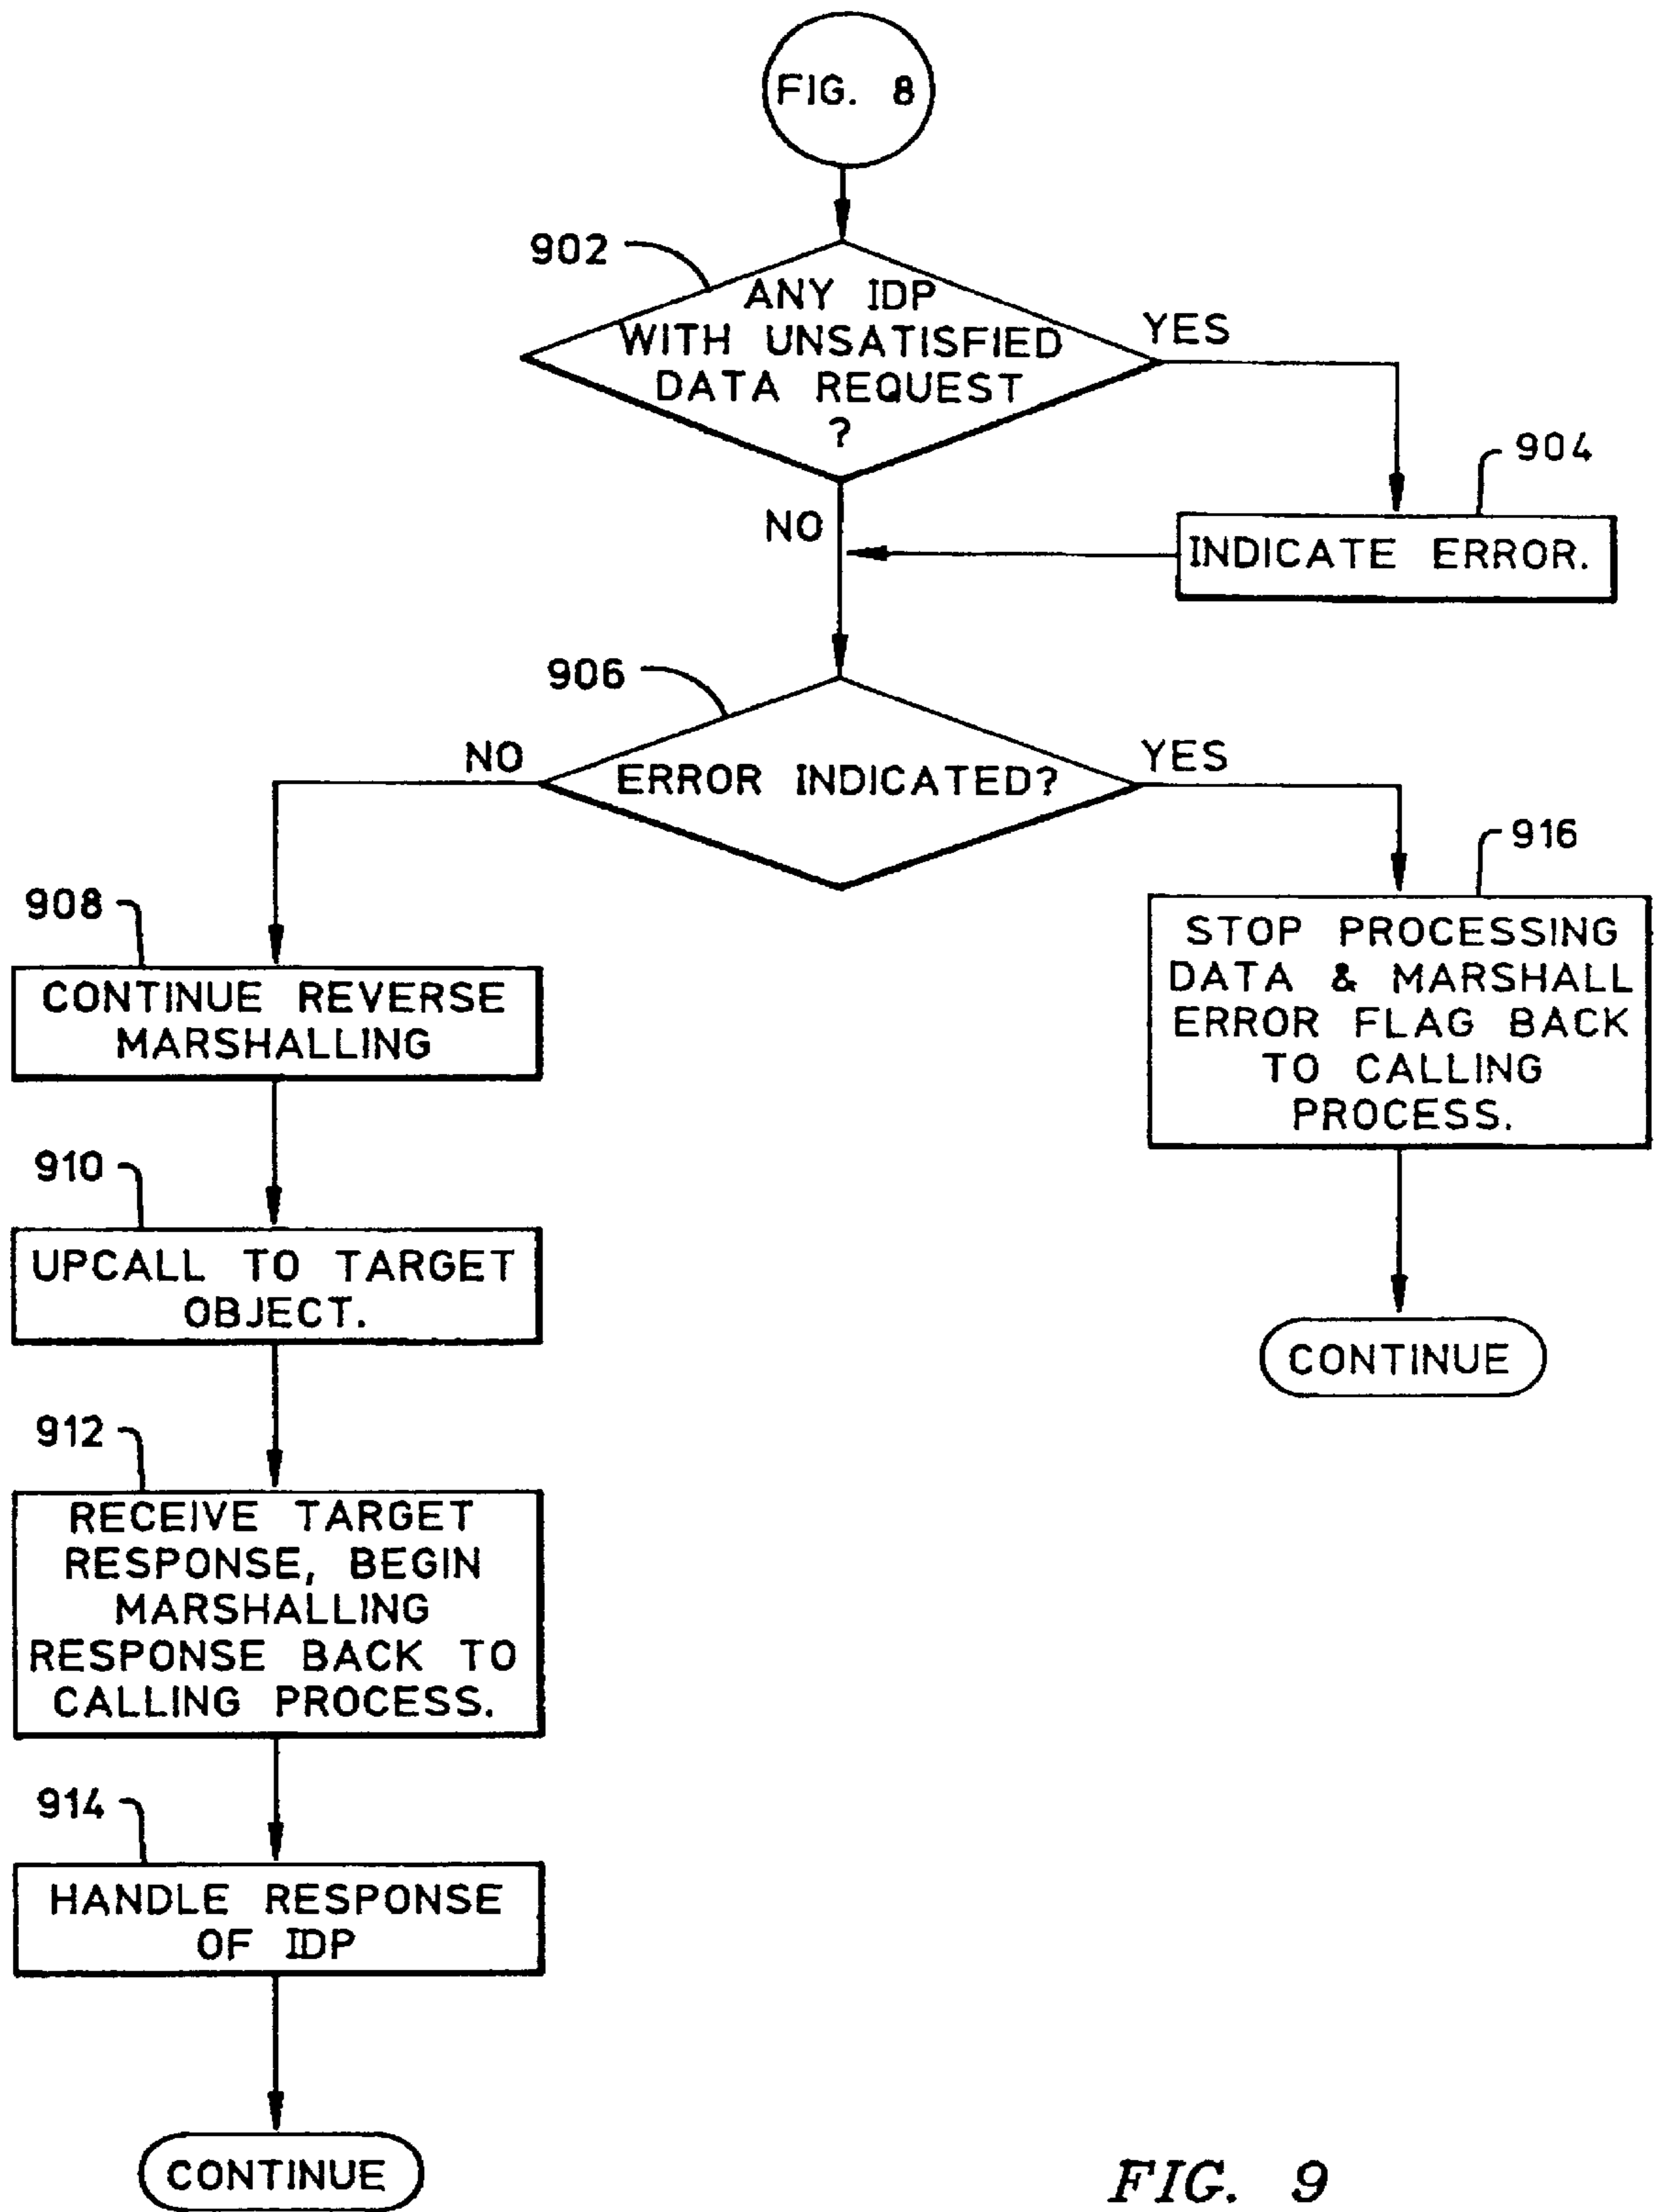 FIG. 8
902
ANY IDP
WITH UNSATISFIED
DATA REQUEST
?
YES
NO
904
INDICATE ERROR.
906
ERROR INDICATED?
NO
YES
908
CONTINUE REVERSE
MARSHALLING
916
STOP PROCESSING
DATA & MARSHALL
ERROR FLAG BACK
TO CALLING
PROCESS.
910
UPCALL TO TARGET
OBJECT.
CONTINUE
912
RECEIVE TARGET
RESPONSE, BEGIN
MARSHALLING
RESPONSE BACK TO
CALLING PROCESS.
914
HANDLE RESPONSE
OF IDP
CONTINUE
FIG. 9